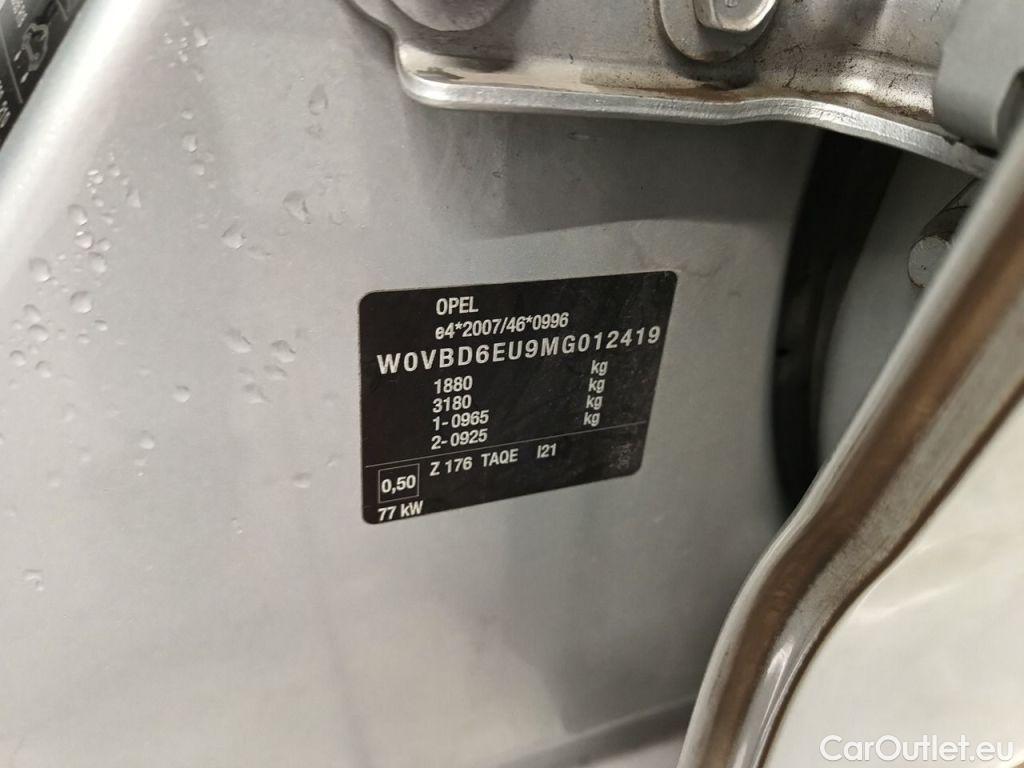 OPEL
e4*2007/46*0996
W0VBD6EU9MG012419
kg
1880 kg
3180 kg
1-0965 kg
2-0925
Z 176 TAQE I21
0,50
77 kW
CarOutlet.eu